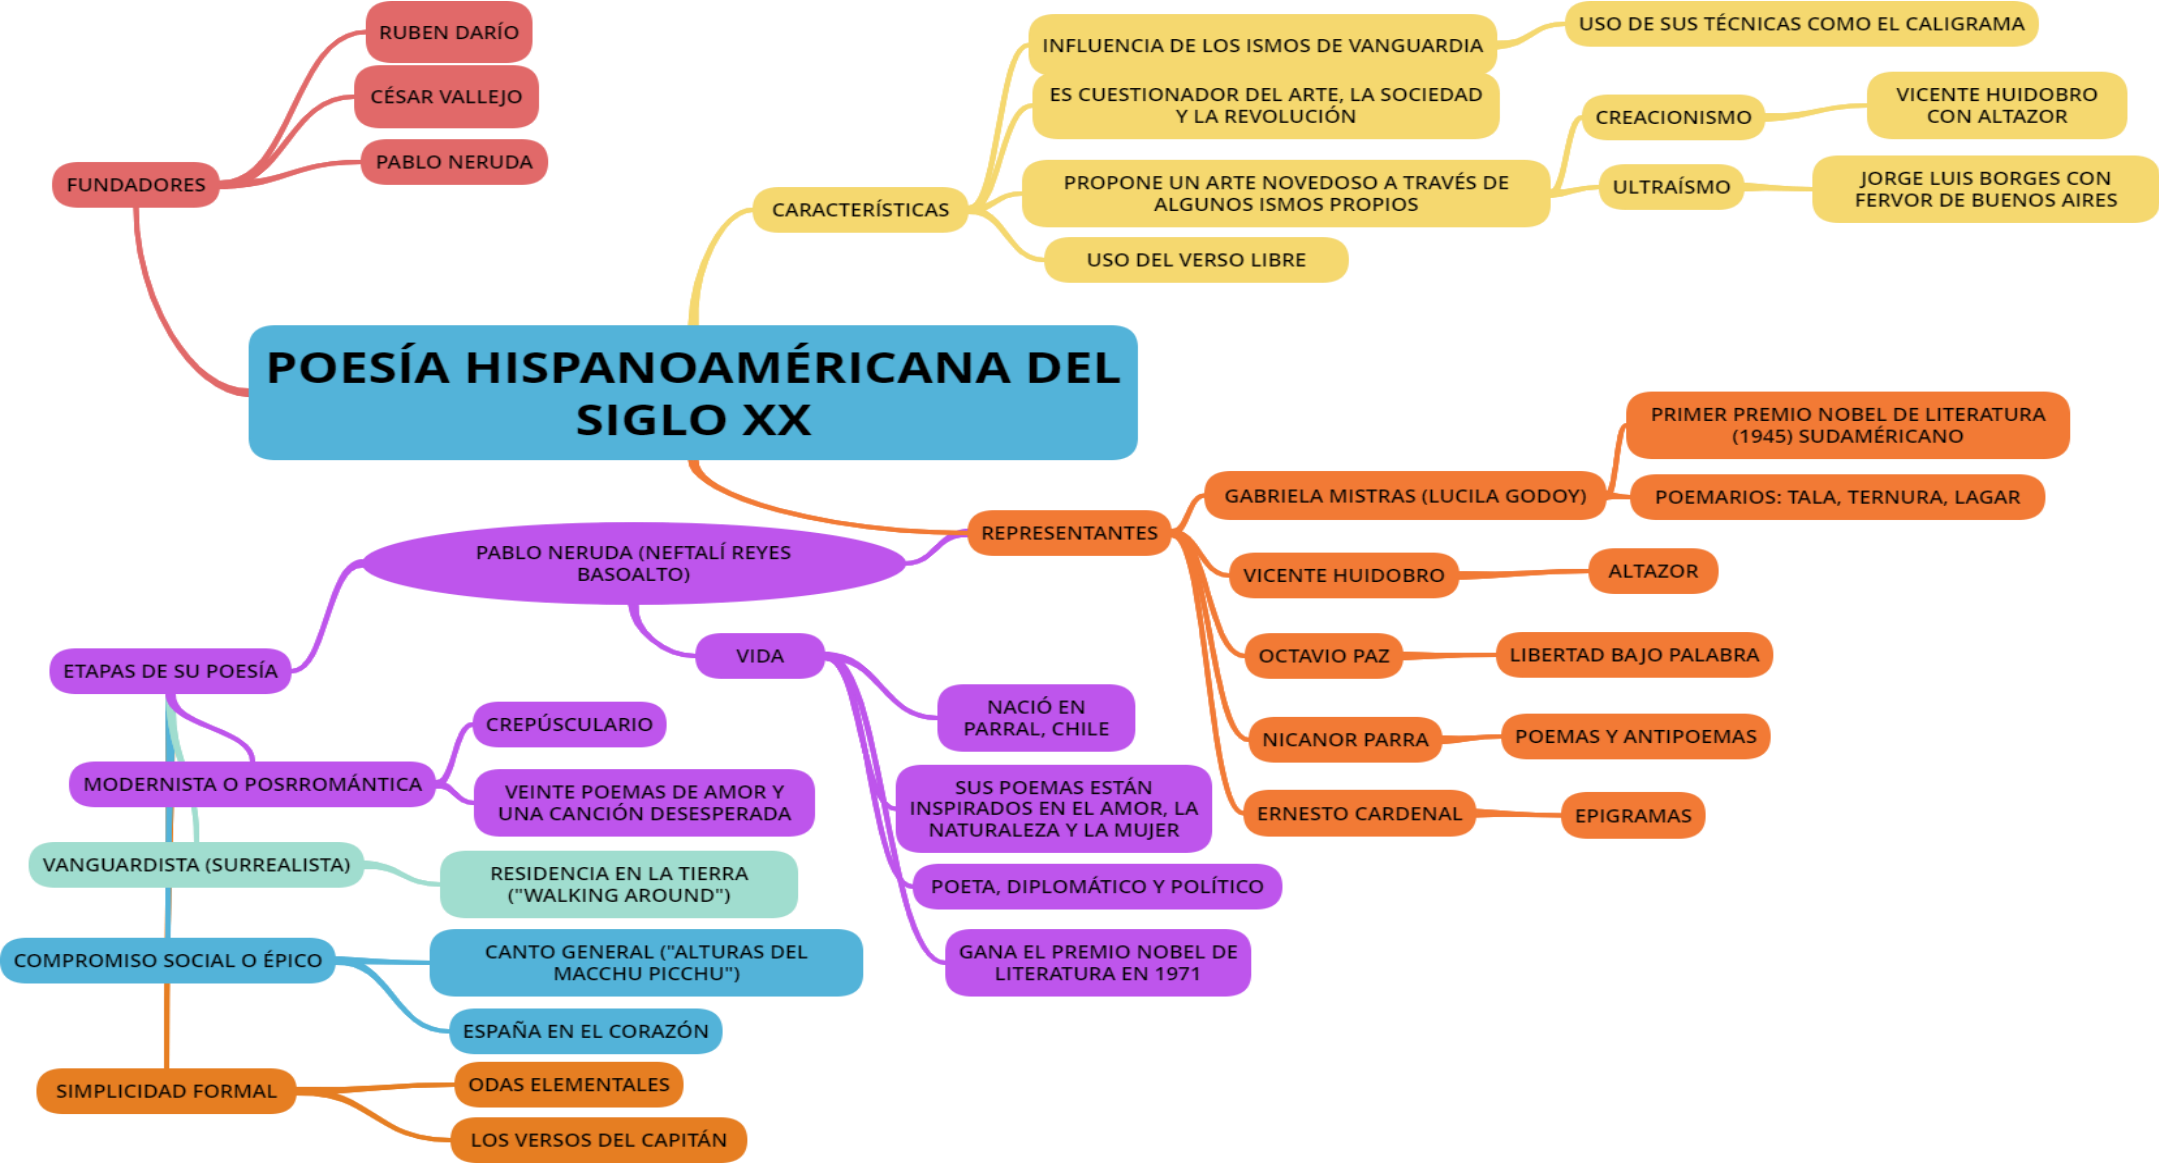 RUBEN DARÍO
CÉSAR VALLEJO
PABLO NERUDA
FUNDADORES
CARACTERÍSTICAS
INFLUENCIA DE LOS ISMOS DE VANGUARDIA
USO DE SUS TÉCNICAS COMO EL CALIGRAMA
ES CUESTIONADOR DEL ARTE, LA SOCIEDAD
Y LA REVOLUCIÓN
PROPONE UN ARTE NOVEDOSO A TRAVÉS DE
ALGUNOS ISMOS PROPIOS
CREACIONISMO
VICENTE HUIDOBRO
CON ALTAZOR
ULTRAÍSMO
JORGE LUIS BORGES CON
FERVOR DE BUENOS AIRES
USO DEL VERSO LIBRE
POESÍA HISPANOAMÉRICANA DEL
SIGLO XX
REPRESENTANTES
GABRIELA MISTRAS (LUCILA GODOY)
PRIMER PREMIO NOBEL DE LITERATURA
(1945) SUDAMÉRICANO
POEMARIOS: TALA, TERNURA, LAGAR
VICENTE HUIDOBRO
ALTAZOR
OCTAVIO PAZ
LIBERTAD BAJO PALABRA
NICANOR PARRA
POEMAS Y ANTIPOEMAS
ERNESTO CARDENAL
EPIGRAMAS
PABLO NERUDA (NEFTALÍ REYES
BASOALTO)
VIDA
NACIÓ EN
PARRAL, CHILE
SUS POEMAS ESTÁN
INSPIRADOS EN EL AMOR, LA
NATURALEZA Y LA MUJER
POETA, DIPLOMÁTICO Y POLÍTICO
GANA EL PREMIO NOBEL DE
LITERATURA EN 1971
ETAPAS DE SU POESÍA
MODERNISTA O POSRROMÁNTICA
CREPÚSCULARIO
VEINTE POEMAS DE AMOR Y
UNA CANCIÓN DESESPERADA
VANGUARDISTA (SURREALISTA)
RESIDENCIA EN LA TIERRA
("WALKING AROUND")
COMPROMISO SOCIAL O ÉPICO
CANTO GENERAL ("ALTURAS DEL
MACCHU PICCHU")
ESPAÑA EN EL CORAZÓN
SIMPLICIDAD FORMAL
ODAS ELEMENTALES
LOS VERSOS DEL CAPITÁN